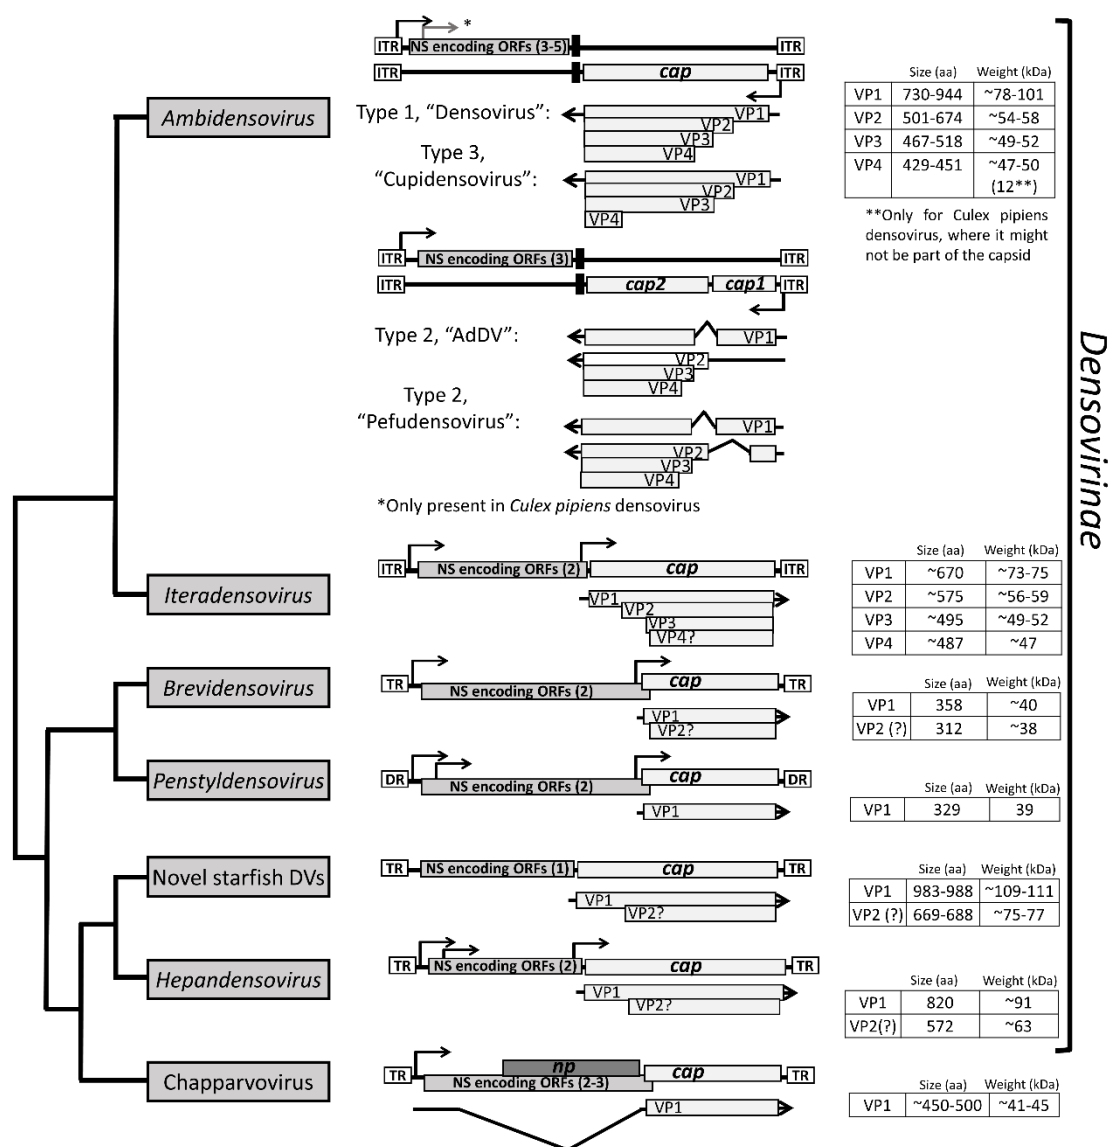 *
ITR NS encoding ORFs (3-5) ITR
ITR cap ITR
Ambidensovirus
Type 1, “Densovirus”:
VP1
VP2
VP3
VP4
Type 3,
“Cupidensovirus”:
VP1
VP2
VP3
VP4
Size (aa) Weight (kDa)
VP1 730-944 ~78-101
VP2 501-674 ~54-58
VP3 467-518 ~49-52
VP4 429-451 ~47-50
(12**)
**Only for Culex pipiens
densovirus, where it might
not be part of the capsid
ITR NS encoding ORFs (3) ITR
ITR cap2 cap1 ITR
Type 2, “AdDV”:
VP1
VP2
VP3
VP4
Type 2,
“Pefudensovirus”:
VP1
VP2
VP3
VP4
*Only present in Culex pipiens densovirus
Densovirinae
Iteradensovirus
ITR NS encoding ORFs (2) cap ITR
VP1
VP2
VP3
VP4?
Size (aa) Weight (kDa)
VP1 ~670 ~73-75
VP2 ~575 ~56-59
VP3 ~495 ~49-52
VP4 ~487 ~47
Brevidensovirus
TR NS encoding ORFs (2) cap TR
VP1
VP2?
Size (aa) Weight (kDa)
VP1 358 ~40
VP2 (?) 312 ~38
Penstyldensovirus
DR NS encoding ORFs (2) cap DR
VP1
Size (aa) Weight (kDa)
VP1 329 39
Novel starfish DVs
TR NS encoding ORFs (1) cap TR
VP1
VP2?
Size (aa) Weight (kDa)
VP1 983-988 ~109-111
VP2 (?) 669-688 ~75-77
Hepandensovirus
TR NS encoding ORFs (2) cap TR
VP1
VP2?
Size (aa) Weight (kDa)
VP1 820 ~91
VP2(?) 572 ~63
Chapparvovirus
np
TR NS encoding ORFs (2-3) cap TR
VP1
Size (aa) Weight (kDa)
VP1 ~450-500 ~41-45